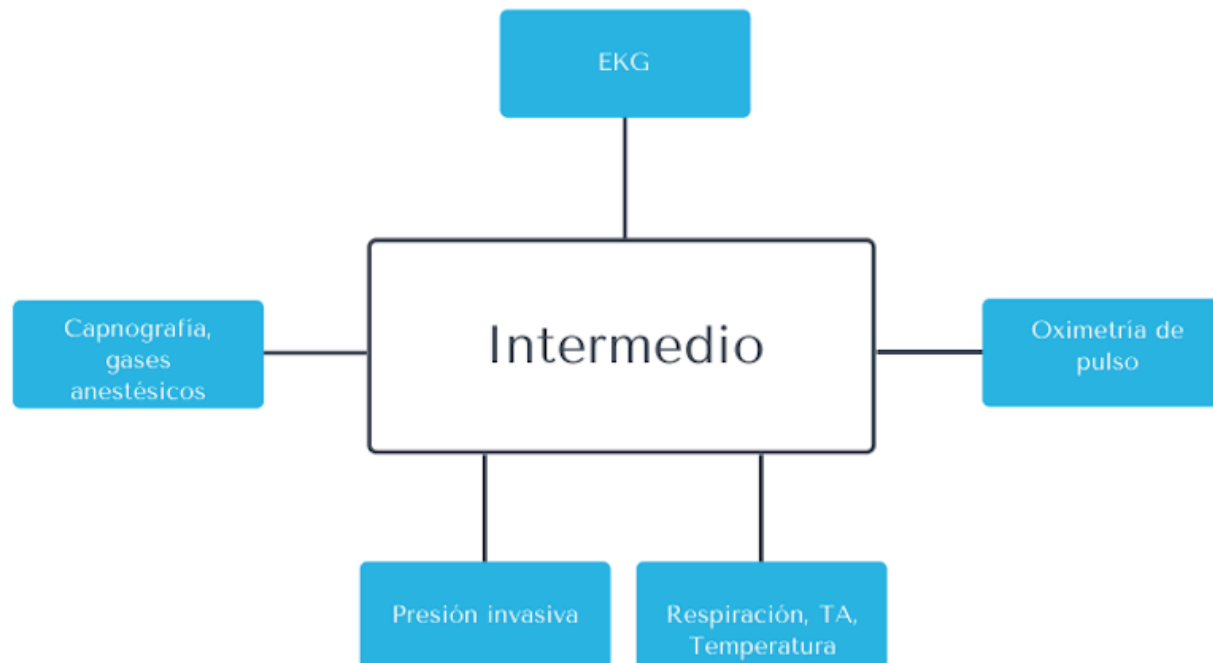 EKG
Capnografía,
gases
anestésicos
Intermedio
Oximetría de
pulso
Presión invasiva
Respiración, TA,
Temperatura